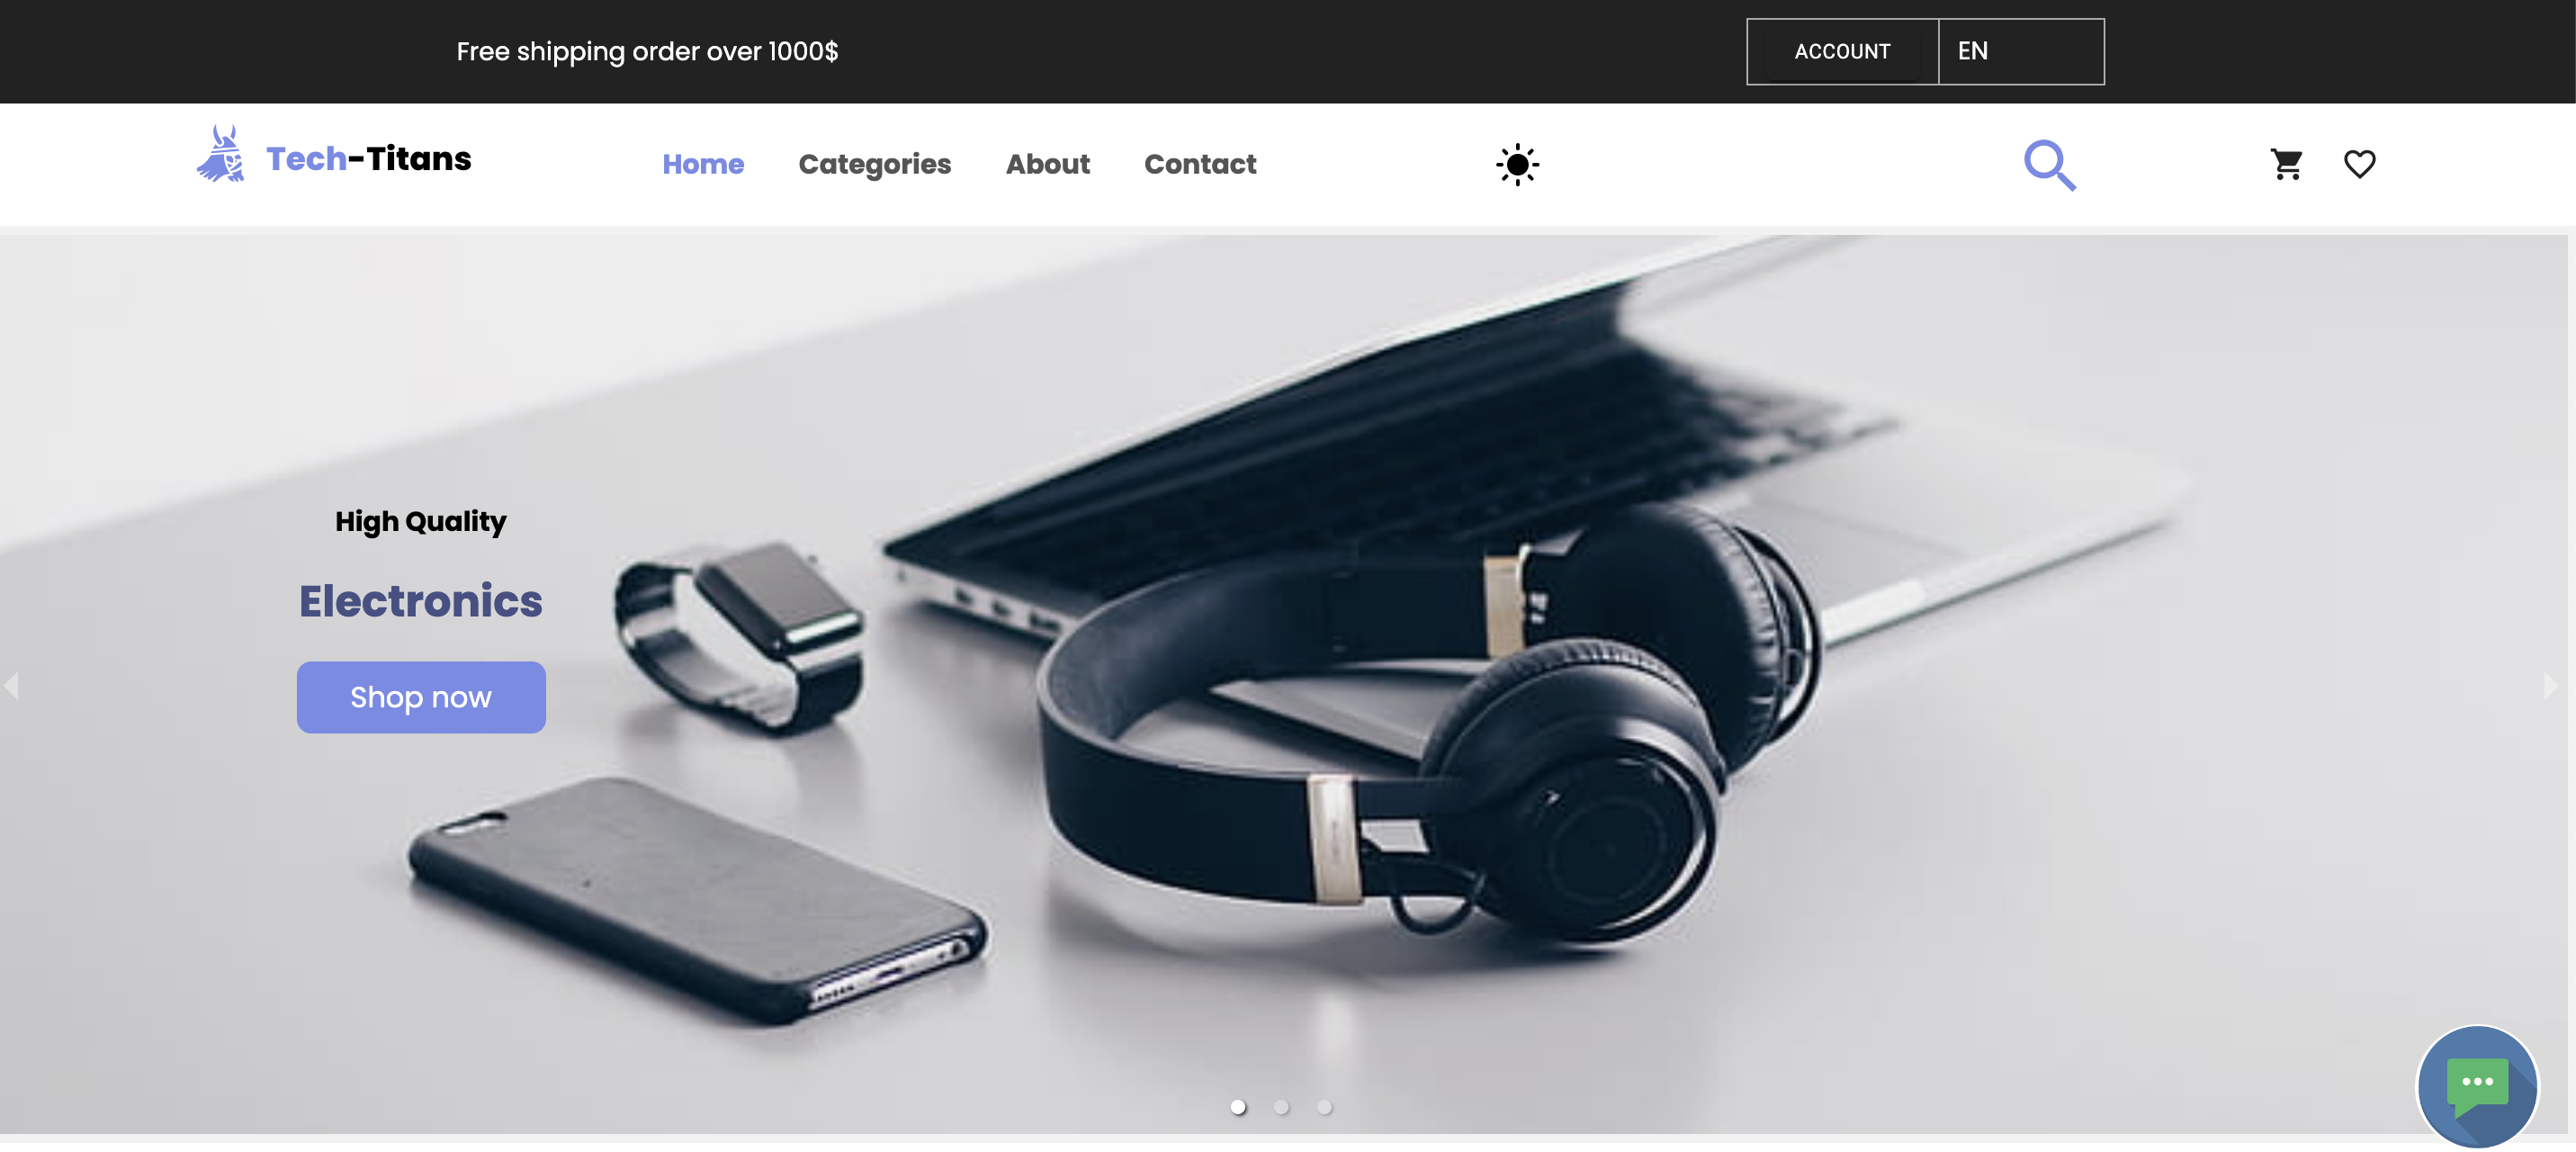 Free shipping order over 1000$
ACCOUNT
EN
Tech-Titans
Home
Categories
About
Contact
High Quality
Electronics
Shop now